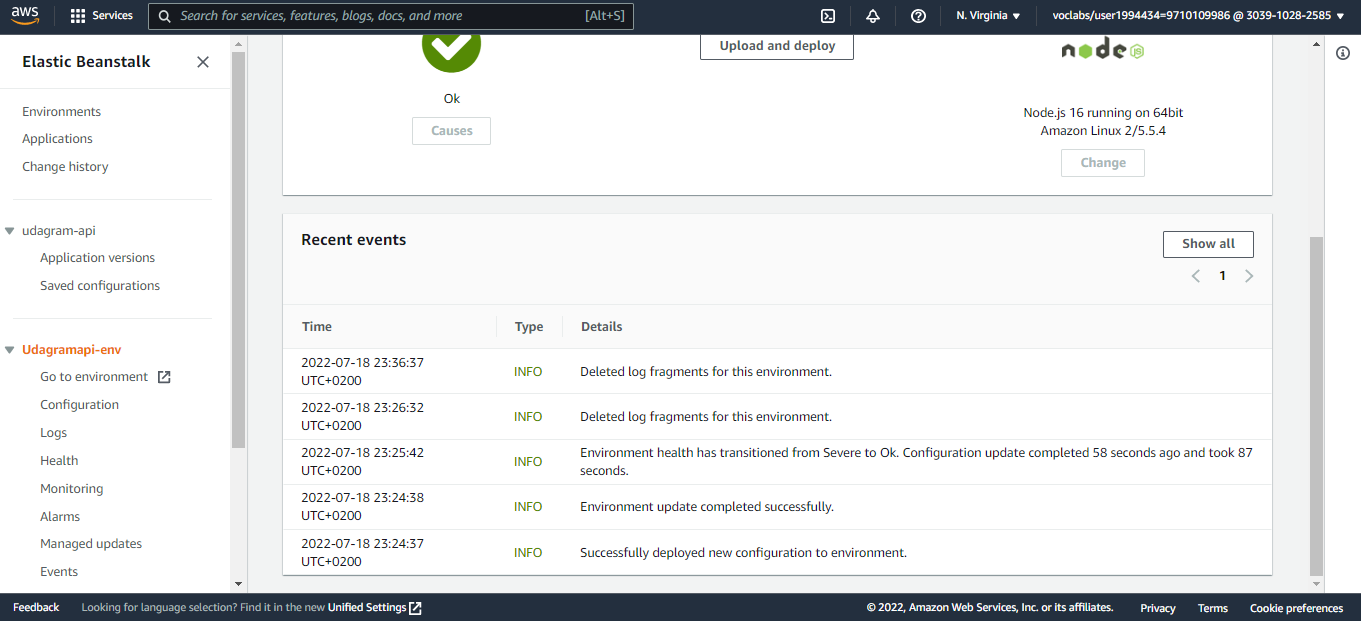 aws
Services
Search for services, features, blogs, docs, and more
[Alt+S]
N. Virginia
voclabs/user1994434=9710109986 @ 3039-1028-2585
Elastic Beanstalk
Environments
Applications
Change history
udagram-api
Application versions
Saved configurations
Udagramapi-env
Go to environment
Configuration
Logs
Health
Monitoring
Alarms
Managed updates
Events
Ok
Causes
Upload and deploy
node
JS
Node.js 16 running on 64bit
Amazon Linux 2/5.5.4
Change
Recent events
Show all
1
Time Type Details
2022-07-18 23:36:37
UTC+0200
INFO
Deleted log fragments for this environment.
2022-07-18 23:26:32
UTC+0200
INFO
Deleted log fragments for this environment.
2022-07-18 23:25:42
UTC+0200
INFO
Environment health has transitioned from Severe to Ok. Configuration update completed 58 seconds ago and took 87
seconds.
2022-07-18 23:24:38
UTC+0200
INFO
Environment update completed successfully.
2022-07-18 23:24:37
UTC+0200
INFO
Successfully deployed new configuration to environment.
Feedback
Looking for language selection? Find it in the new Unified Settings
© 2022, Amazon Web Services, Inc. or its affiliates.
Privacy
Terms
Cookie preferences